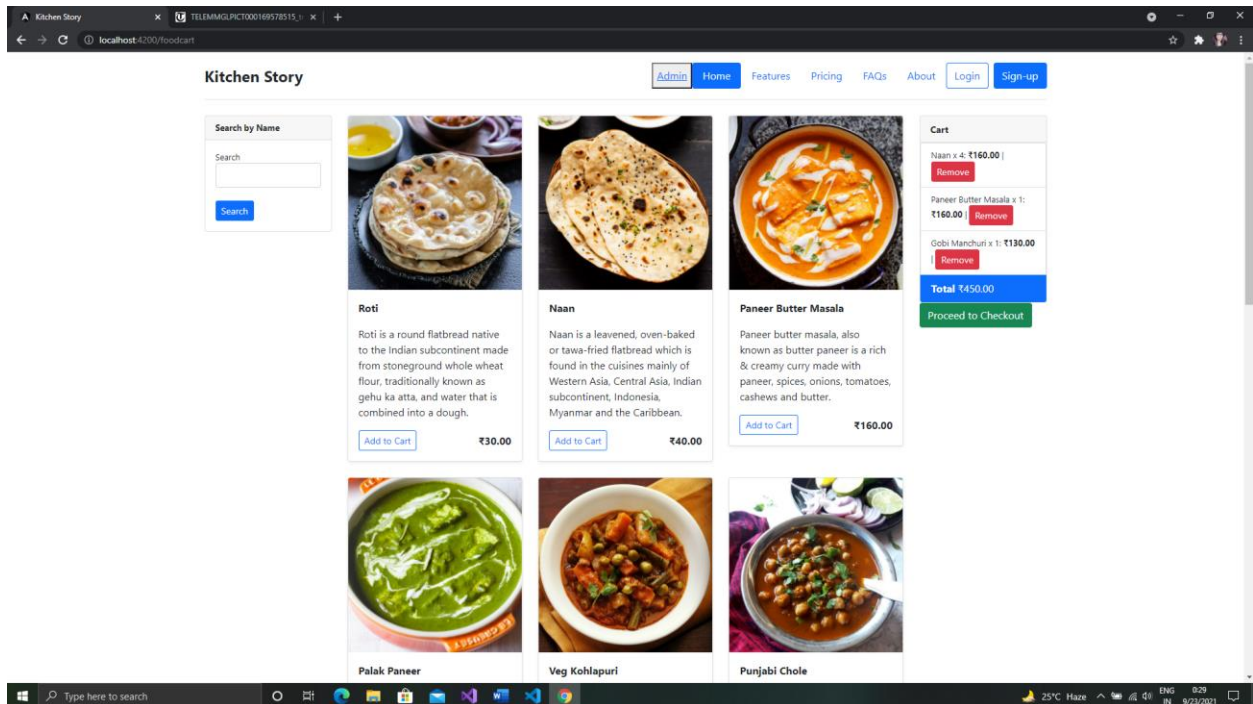 Kitchen Story
TELEMMGLPICT000169578515_
localhost:4200/foodcart
Kitchen Story
Admin Home Features Pricing FAQs About Login Sign-up
Search by Name
Search
Search
Roti
Roti is a round flatbread native
to the Indian subcontinent made
from stoneground whole wheat
flour, traditionally known as
gehu ka atta, and water that is
combined into a dough.
Add to Cart ₹30.00
Naan
Naan is a leavened, oven-baked
or tawa-fried flatbread which is
found in the cuisines mainly of
Western Asia, Central Asia, Indian
subcontinent, Indonesia,
Myanmar and the Caribbean.
Add to Cart ₹40.00
Paneer Butter Masala
Paneer butter masala, also
known as butter paneer is a rich
& creamy curry made with
paneer, spices, onions, tomatoes,
cashews and butter.
Add to Cart ₹160.00
Cart
Naan x 4: ₹160.00 |
Remove
Paneer Butter Masala x 1:
₹160.00 | Remove
Gobi Manchuri x 1: ₹130.00
| Remove
Total ₹450.00
Proceed to Checkout
Palak Paneer
Veg Kohlapuri
Punjabi Chole
Type here to search
25°C Haze
ENG
IN
0:29
9/23/2021